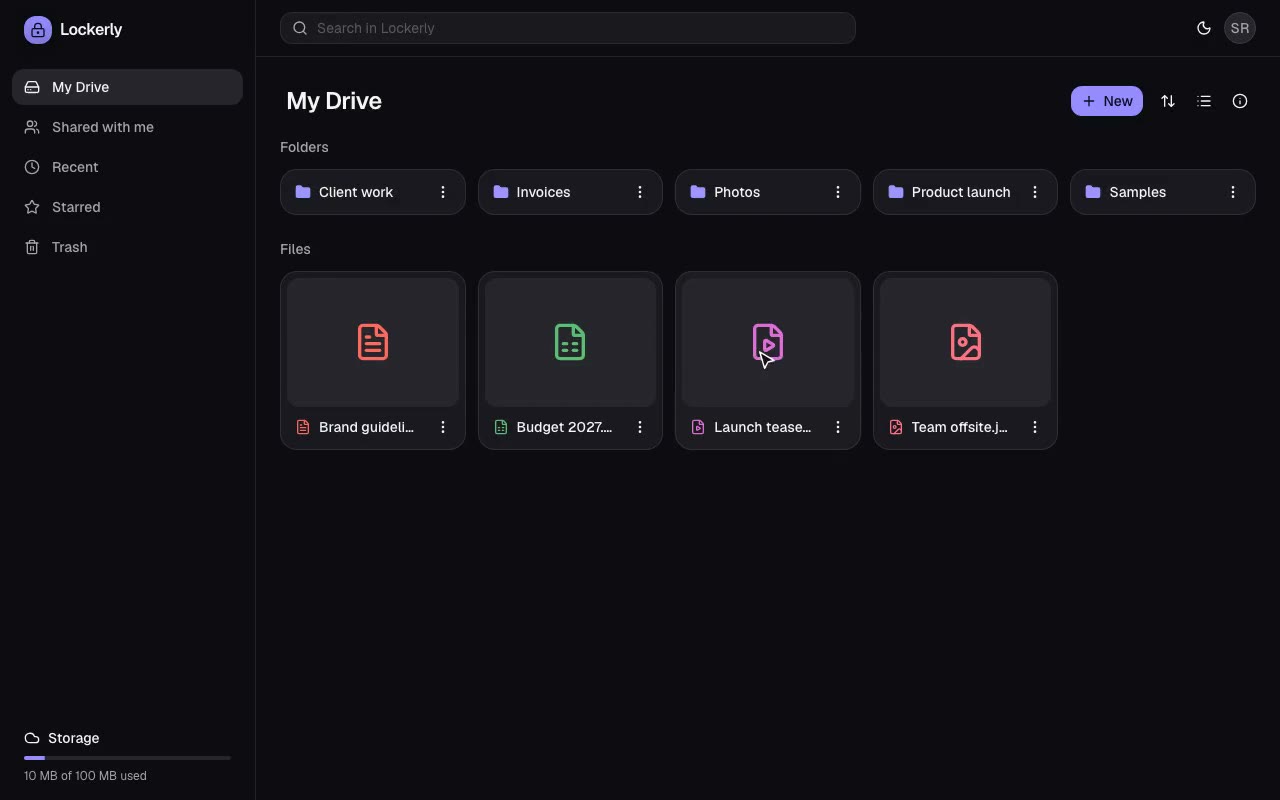 Lockerly
Search in Lockerly
SR
My Drive
Shared with me
Recent
Starred
Trash
My Drive
New
Folders
Client work
Invoices
Photos
Product launch
Samples
Files
Brand guideli...
Budget 2027....
Launch tease...
Team offsite.j...
Storage
10 MB of 100 MB used